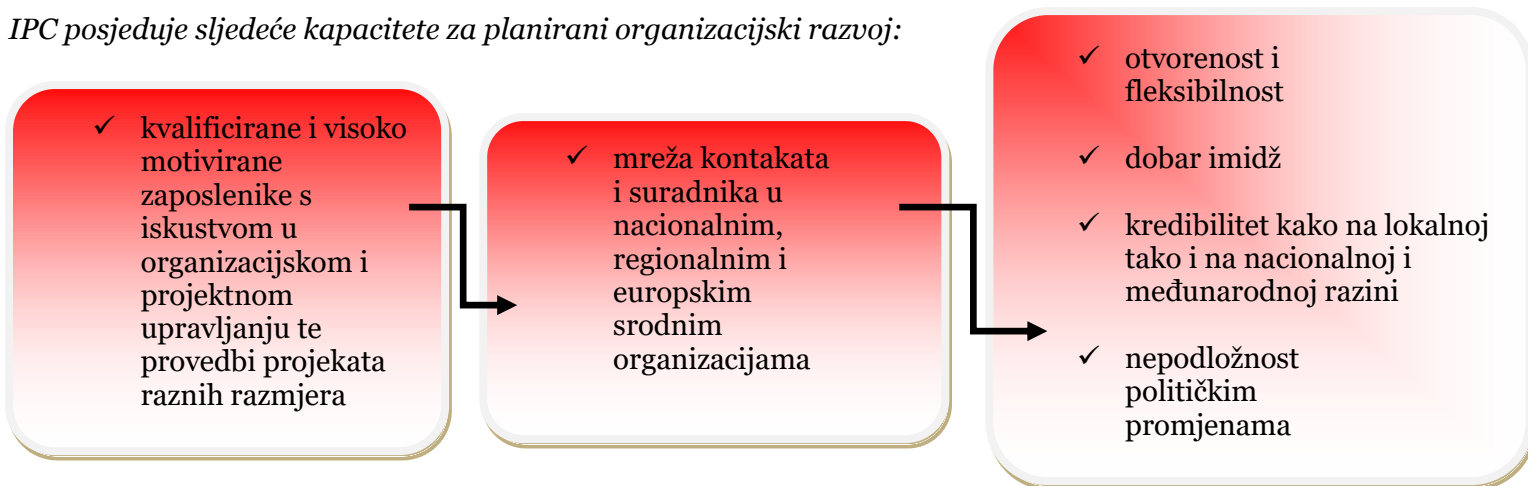 IPC posjeduje sljedeće kapacitete za planirani organizacijski razvoj:
✓ kvalificirane i visoko
motivirane
zaposlenike s
iskustvom u
organizacijskom i
projektnom
upravljanju te
provedbi projekata
raznih razmjera
✓ mreža kontakata
i suradnika u
nacionalnim,
regionalnim i
europskim
srodnim
organizacijama
✓ otvorenost i
fleksibilnost
✓ dobar imidž
✓ kredibilitet kako na lokalnoj
tako i na nacionalnoj i
međunarodnoj razini
✓ nepodložnost
političkim
promjenama